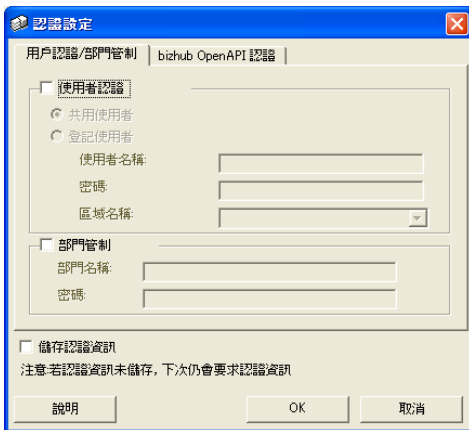 認證設定
用戶認證/部門管制 bizhub OpenAPI 認證
使用者認證
共用使用者
登記使用者
使用者名稱:
密碼:
區域名稱:
部門管制
部門名稱:
密碼:
儲存認證資訊
注意:若認證資訊未儲存, 下次仍會要求認證資訊
說明 OK 取消